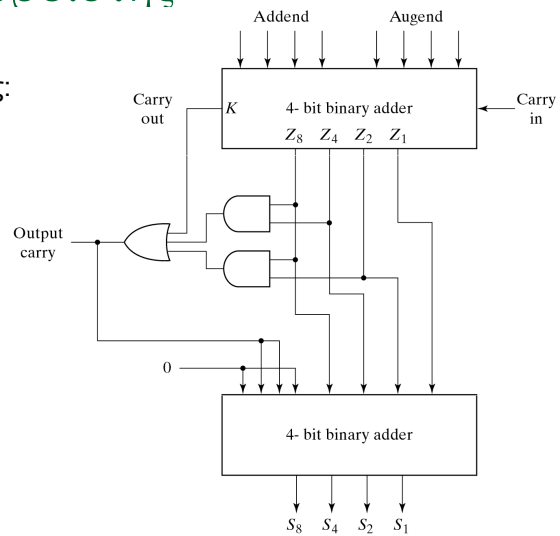 Addend Augend
Carry out
K
4- bit binary adder
Carry in
Z8 Z4 Z2 Z1
Output carry
0
4- bit binary adder
S8 S4 S2 S1